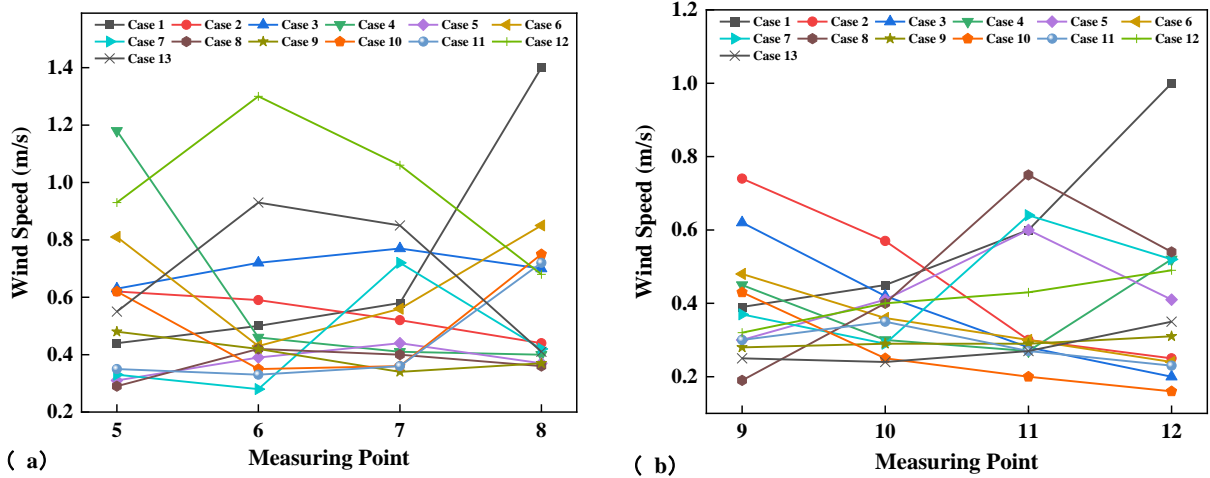 Case 1 Case 2 Case 3 Case 4 Case 5 Case 6
Case 7 Case 8 Case 9 Case 10 Case 11 Case 12
Case 13
1.4
1.2
1.0
0.8
0.6
0.4
0.2
Wind Speed (m/s)
5 6 7 8
Measuring Point
( a)
Case 1 Case 2 Case 3 Case 4 Case 5 Case 6
Case 7 Case 8 Case 9 Case 10 Case 11 Case 12
Case 13
1.2
1.0
0.8
0.6
0.4
0.2
Wind Speed (m/s)
9 10 11 12
Measuring Point
( b)